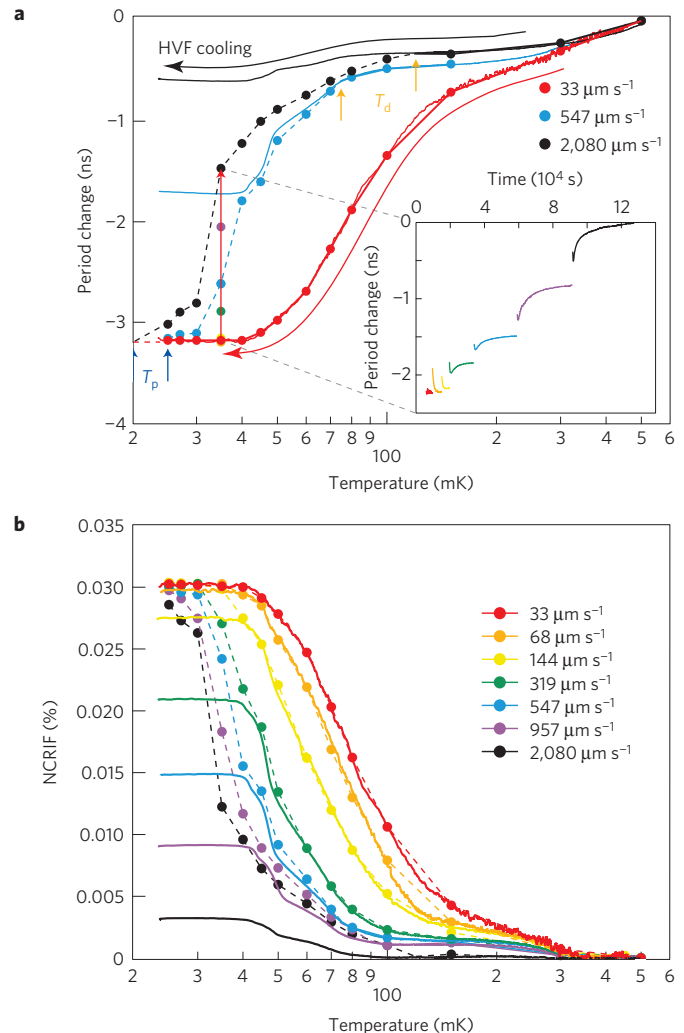 a
0
HVF cooling
−1
T_d
33 μm s⁻¹
547 μm s⁻¹
2,080 μm s⁻¹
Period change (ns)
−2
−3
T_p
−4
Time (10⁴ s)
0 4 8 12
Period change (ns)
0
−1
−2
2 3 4 5 6 7 8 9 2 3 4 5 6
100
Temperature (mK)
b
0.035
0.030
0.025
0.020
0.015
0.010
0.005
0
NCRIF (%)
33 μm s⁻¹
68 μm s⁻¹
144 μm s⁻¹
319 μm s⁻¹
547 μm s⁻¹
957 μm s⁻¹
2,080 μm s⁻¹
2 3 4 5 6 7 8 9 2 3 4 5 6
100
Temperature (mK)